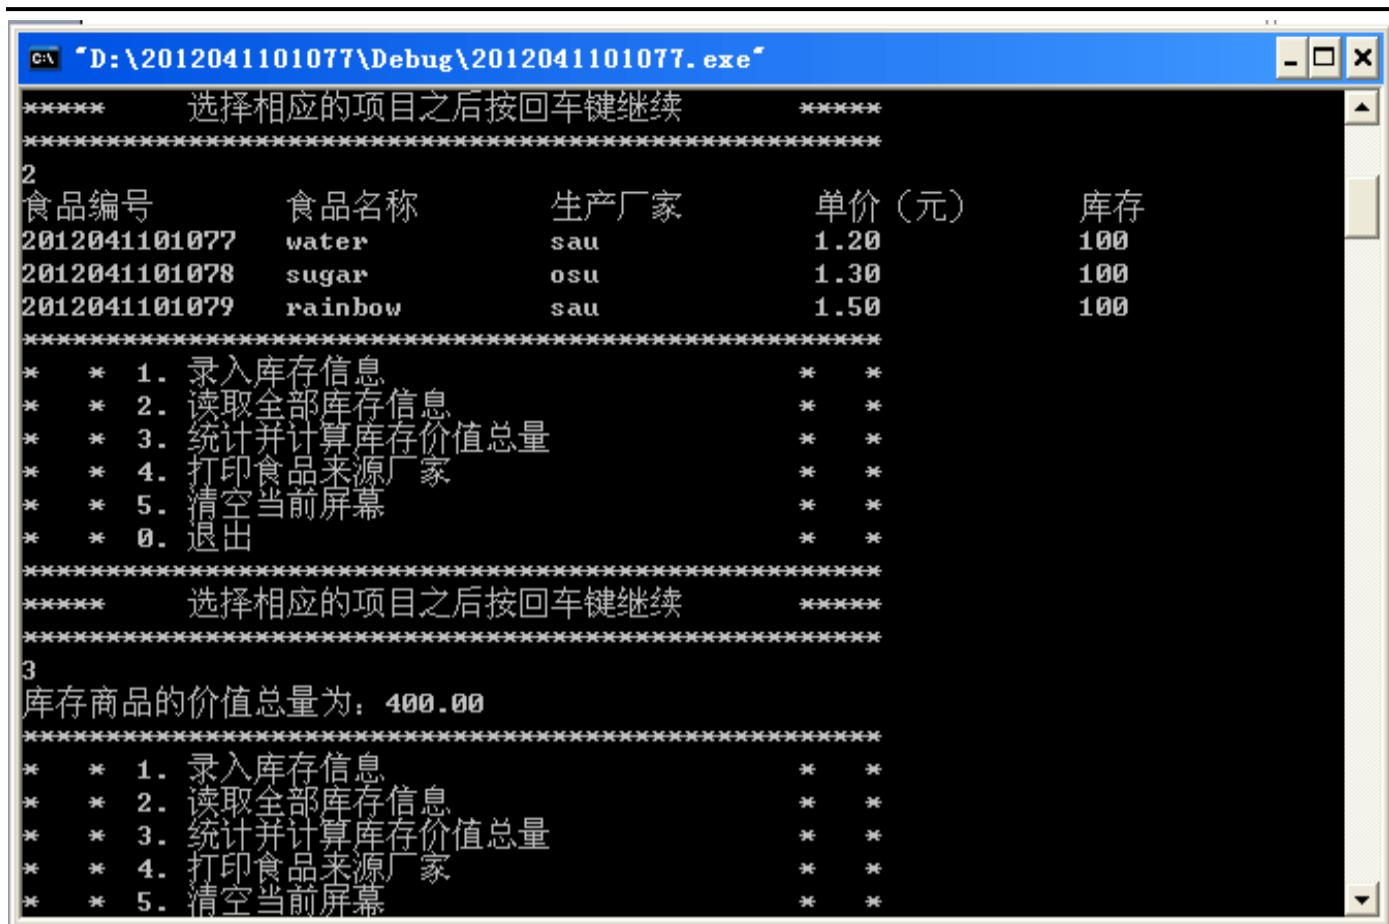 "D:\2012041101077\Debug\2012041101077.exe"
***** 选择相应的项目之后按回车键继续 *****
****************************************************
2
食品编号 食品名称 生产厂家 单价（元） 库存
2012041101077 water sau 1.20 100
2012041101078 sugar osu 1.30 100
2012041101079 rainbow sau 1.50 100
****************************************************
* * 1. 录入库存信息 * *
* * 2. 读取全部库存信息 * *
* * 3. 统计并计算库存价值总量 * *
* * 4. 打印食品来源厂家 * *
* * 5. 清空当前屏幕 * *
* * 0. 退出 * *
****************************************************
***** 选择相应的项目之后按回车键继续 *****
****************************************************
3
库存商品的价值总量为：400.00
****************************************************
* * 1. 录入库存信息 * *
* * 2. 读取全部库存信息 * *
* * 3. 统计并计算库存价值总量 * *
* * 4. 打印食品来源厂家 * *
* * 5. 清空当前屏幕 * *